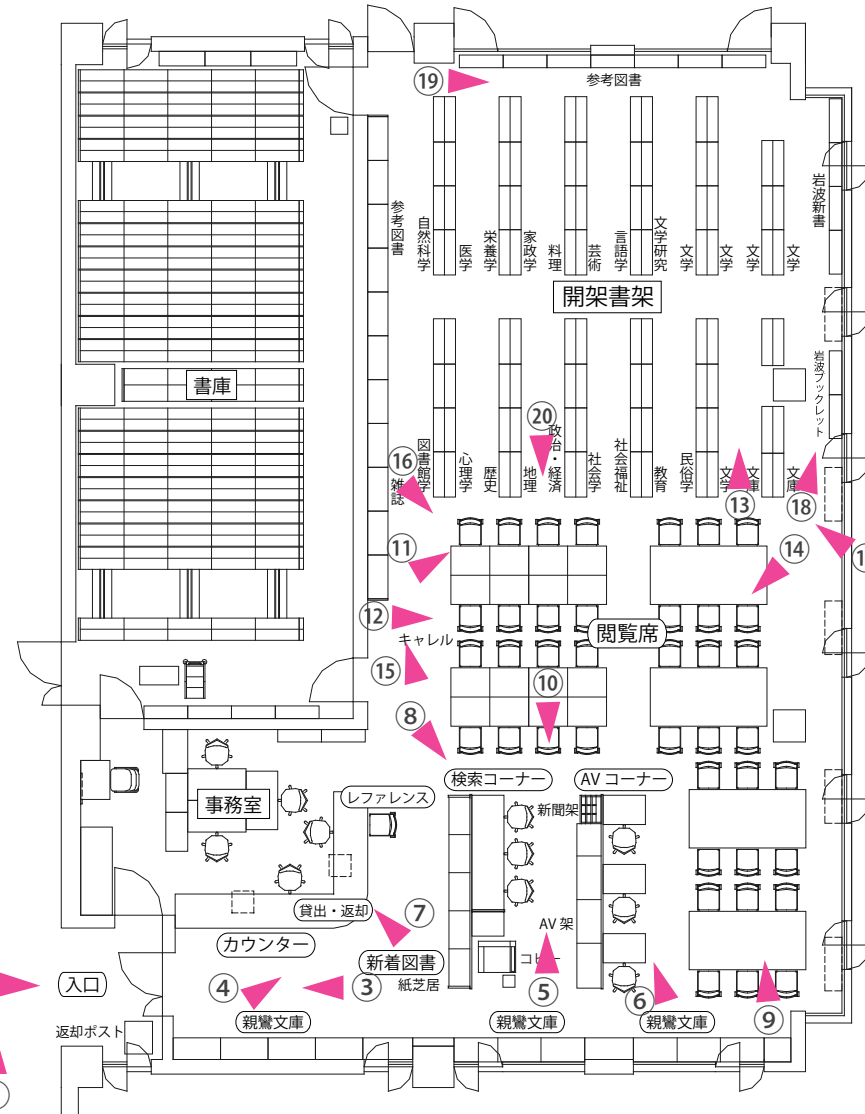 ⑲
参考図書
参考図書
自然科学
医学
栄養学
家政学
料理
芸術
言語学
文学研究
文学
文学
文学
文学
岩波新書
開架書架
書庫
岩波ブックレット
⑳
⑯
雑誌
図書館学
心理学
歴史
地理
政治・経済
社会学
社会福祉
教育
民俗学
文学
文庫
文庫
⑬
⑱
⑪
⑭
⑫
キャレル
閲覧席
⑮
⑩
⑧
検索コーナー
AVコーナー
事務室
レファレンス
新聞架
貸出・返却
⑦
AV架
カウンター
新着図書
コピー
入口
④
③
紙芝居
⑤
⑥
⑨
親鸞文庫
親鸞文庫
親鸞文庫
返却ポスト